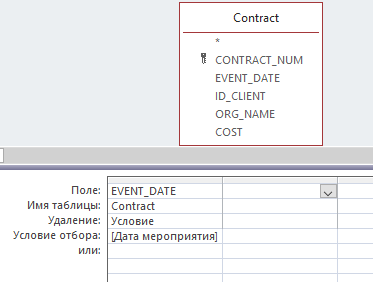 Contract
*
CONTRACT_NUM
EVENT_DATE
ID_CLIENT
ORG_NAME
COST
Поле: EVENT_DATE
Имя таблицы: Contract
Удаление: Условие
Условие отбора: [Дата мероприятия]
или: